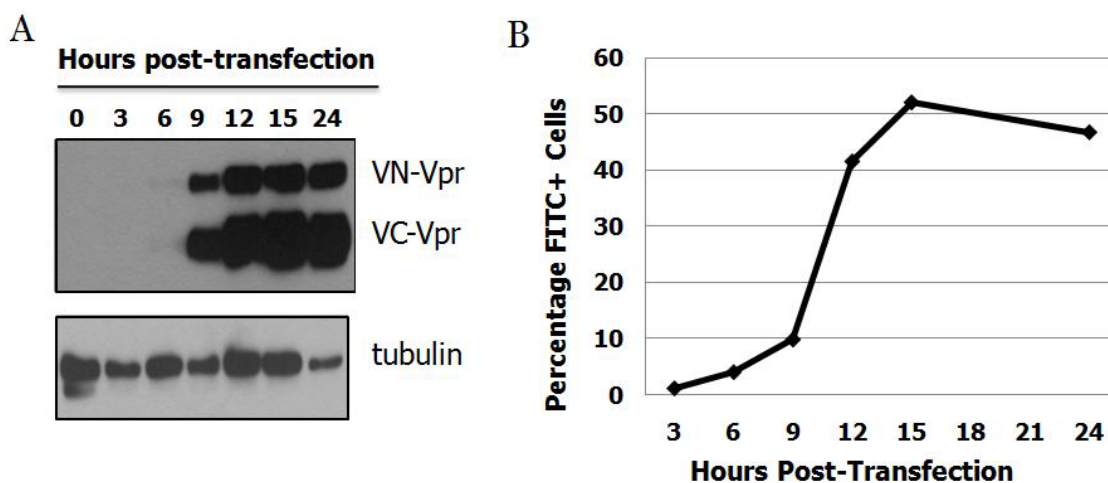 A
Hours post-transfection
0 3 6 9 12 15 24
VN-Vpr
VC-Vpr
tubulin
B
Percentage FITC+ Cells
60
50
40
30
20
10
0
3 6 9 12 15 18 21 24
Hours Post-Transfection